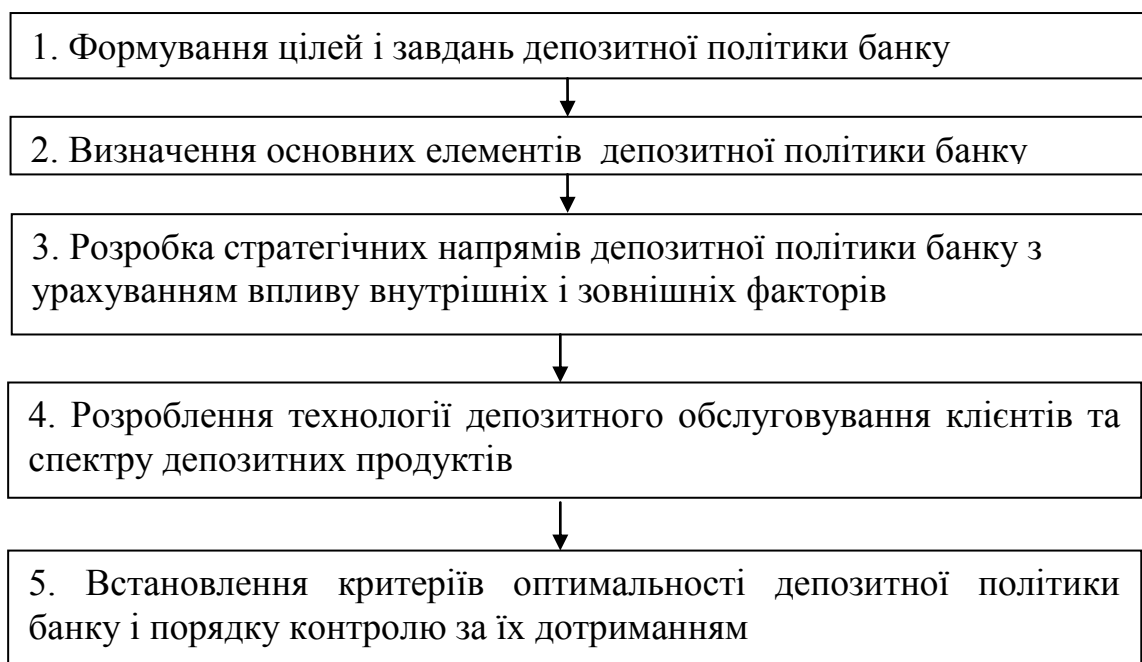 1. Формування цілей і завдань депозитної політики банку
2. Визначення основних елементів депозитної політики банку
3. Розробка стратегічних напрямів депозитної політики банку з
урахуванням впливу внутрішніх і зовнішніх факторів
4. Розроблення технології депозитного обслуговування клієнтів та
спектру депозитних продуктів
5. Встановлення критеріїв оптимальності депозитної політики
банку і порядку контролю за їх дотриманням